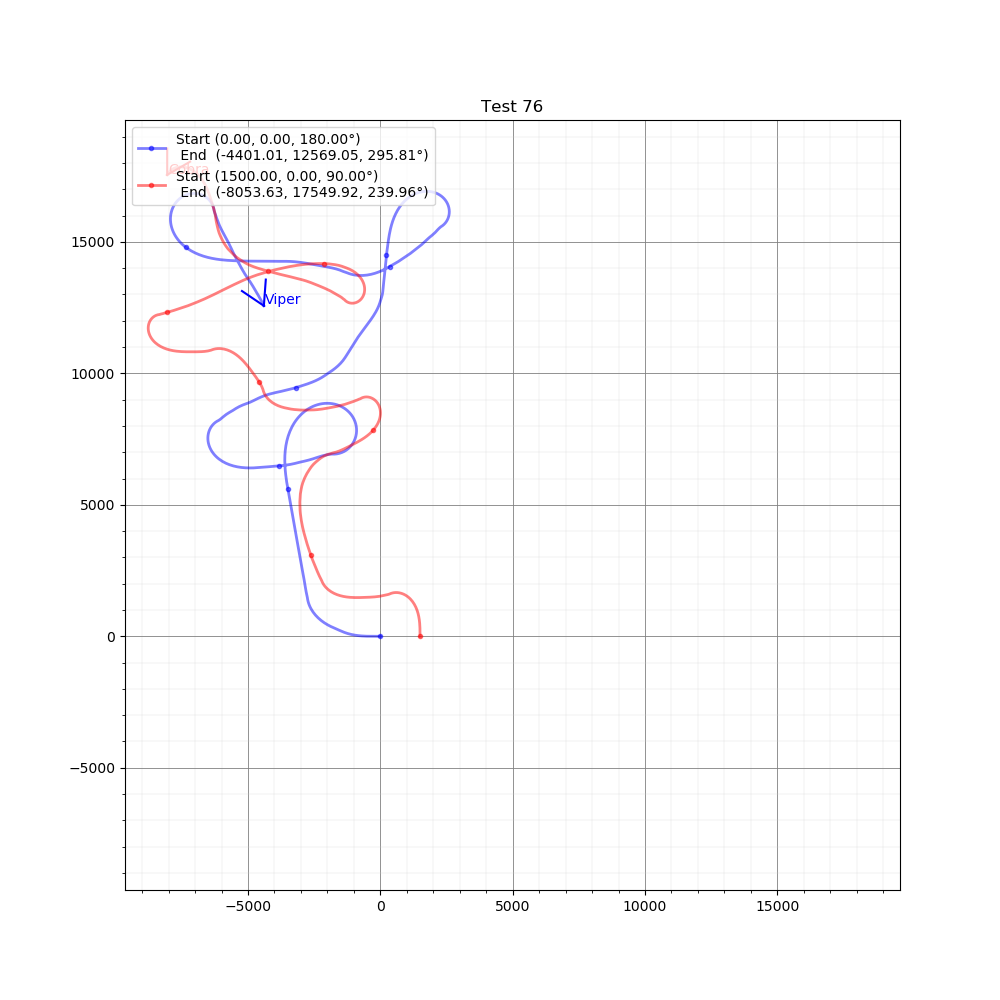 Test 76
Start (0.00, 0.00, 180.00°)
End (-4401.01, 12569.05, 295.81°)
Start (1500.00, 0.00, 90.00°)
End (-8053.63, 17549.92, 239.96°)
Viper
15000
10000
5000
0
−5000
−5000
0
5000
10000
15000